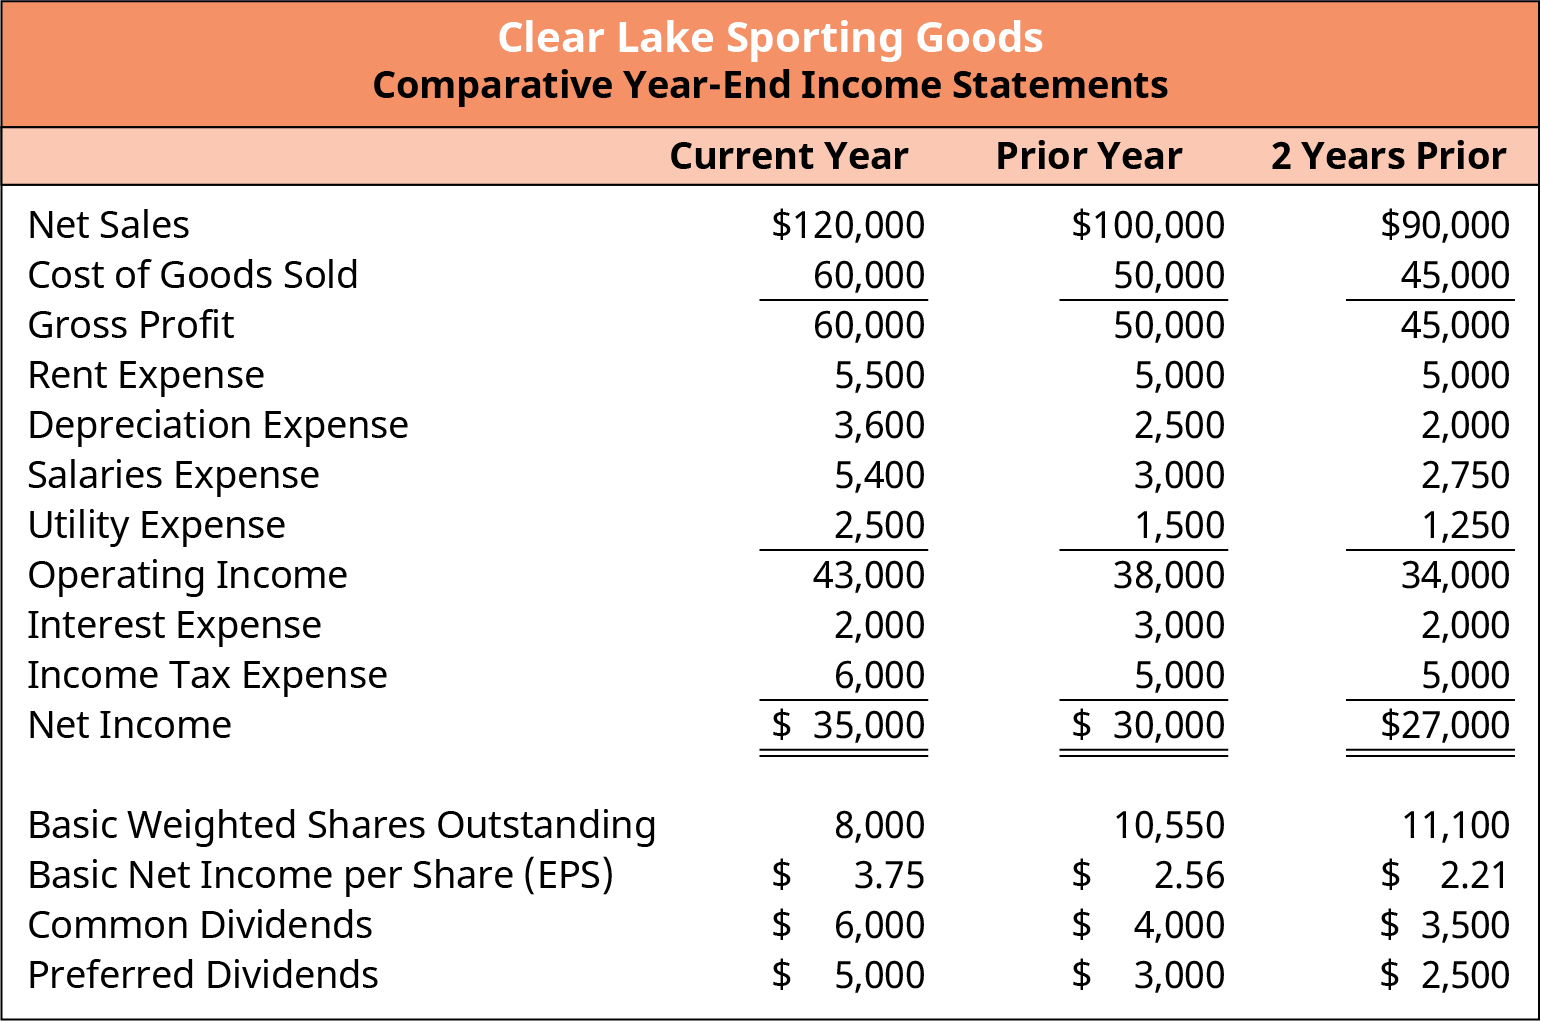 Clear Lake Sporting Goods
Comparative Year-End Income Statements
Current Year Prior Year 2 Years Prior
Net Sales $120,000 $100,000 $90,000
Cost of Goods Sold 60,000 50,000 45,000
Gross Profit 60,000 50,000 45,000
Rent Expense 5,500 5,000 5,000
Depreciation Expense 3,600 2,500 2,000
Salaries Expense 5,400 3,000 2,750
Utility Expense 2,500 1,500 1,250
Operating Income 43,000 38,000 34,000
Interest Expense 2,000 3,000 2,000
Income Tax Expense 6,000 5,000 5,000
Net Income $ 35,000 $ 30,000 $27,000
Basic Weighted Shares Outstanding 8,000 10,550 11,100
Basic Net Income per Share (EPS) $ 3.75 $ 2.56 $ 2.21
Common Dividends $ 6,000 $ 4,000 $ 3,500
Preferred Dividends $ 5,000 $ 3,000 $ 2,500